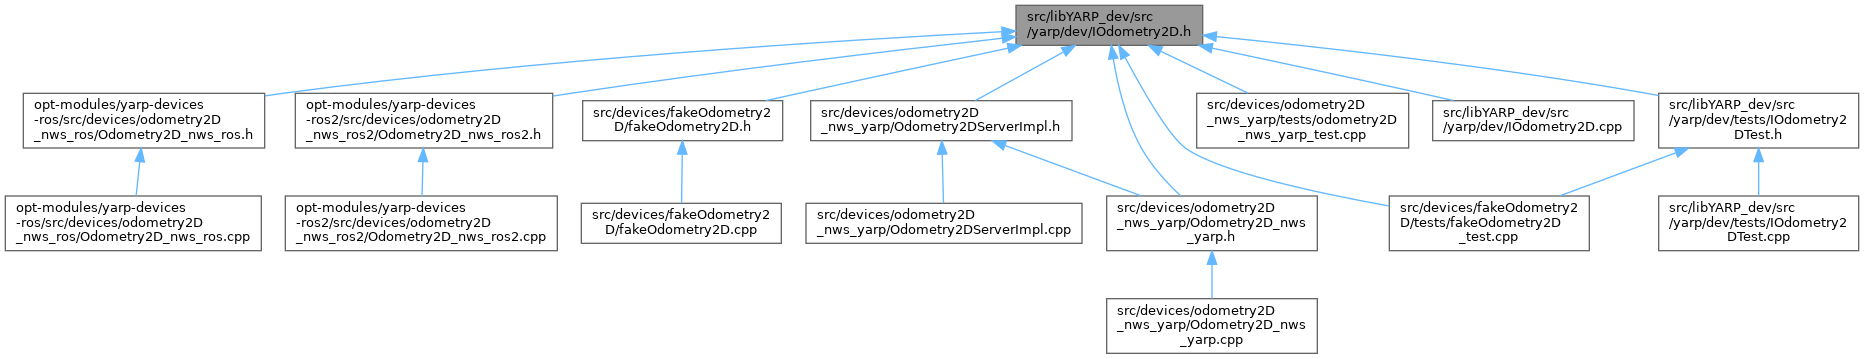 src/libYARP_dev/src
/yarp/dev/IOdometry2D.h
opt-modules/yarp-devices
-ros/src/devices/odometry2D
_nws_ros/Odometry2D_nws_ros.h
opt-modules/yarp-devices
-ros2/src/devices/odometry2D
_nws_ros2/Odometry2D_nws_ros2.h
src/devices/fakeOdometry2
D/fakeOdometry2D.h
src/devices/odometry2D
_nws_yarp/Odometry2DServerImpl.h
src/devices/odometry2D
_nws_yarp/tests/odometry2D
_nws_yarp_test.cpp
src/libYARP_dev/src
/yarp/dev/IOdometry2D.cpp
src/libYARP_dev/src
/yarp/dev/tests/IOdometry2
DTest.h
opt-modules/yarp-devices
-ros/src/devices/odometry2D
_nws_ros/Odometry2D_nws_ros.cpp
opt-modules/yarp-devices
-ros2/src/devices/odometry2D
_nws_ros2/Odometry2D_nws_ros2.cpp
src/devices/fakeOdometry2
D/fakeOdometry2D.cpp
src/devices/odometry2D
_nws_yarp/Odometry2DServerImpl.cpp
src/devices/odometry2D
_nws_yarp/Odometry2D_nws
_yarp.h
src/devices/fakeOdometry2
D/tests/fakeOdometry2D
_test.cpp
src/libYARP_dev/src
/yarp/dev/tests/IOdometry2
DTest.cpp
src/devices/odometry2D
_nws_yarp/Odometry2D_nws
_yarp.cpp